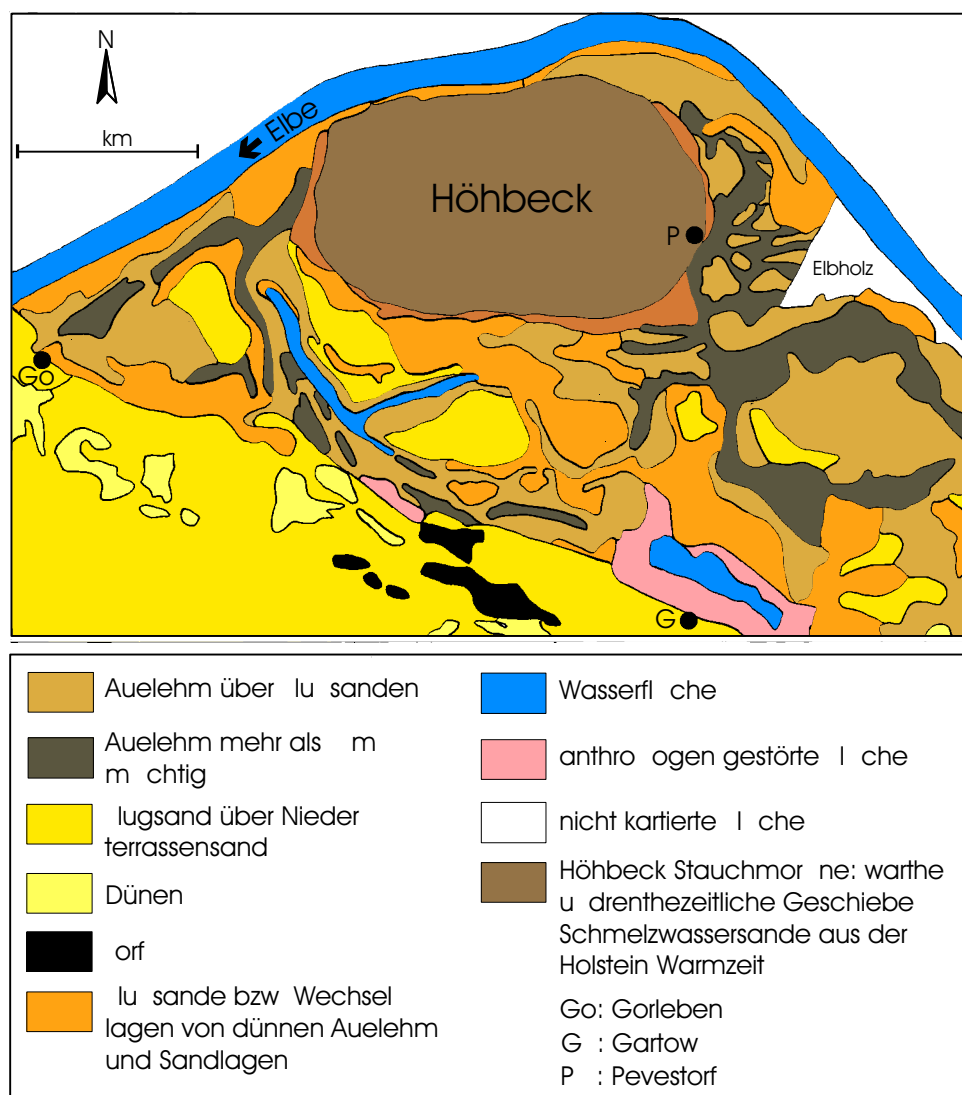 N
km
Elbe
Höhbeck
P
Elbholz
Go
G
Auelehm über lu sanden
Auelehm mehr als m
m chtig
lugsand über Nieder
terrassensand
Dünen
orf
lu sande bzw Wechsel
lagen von dünnen Auelehm
und Sandlagen
Wasserfl che
anthro ogen gestörte l che
nicht kartierte l che
Höhbeck Stauchmor ne: warthe
u drenthezeitliche Geschiebe
Schmelzwassersande aus der
Holstein Warmzeit
Go: Gorleben
G : Gartow
P : Pevestorf